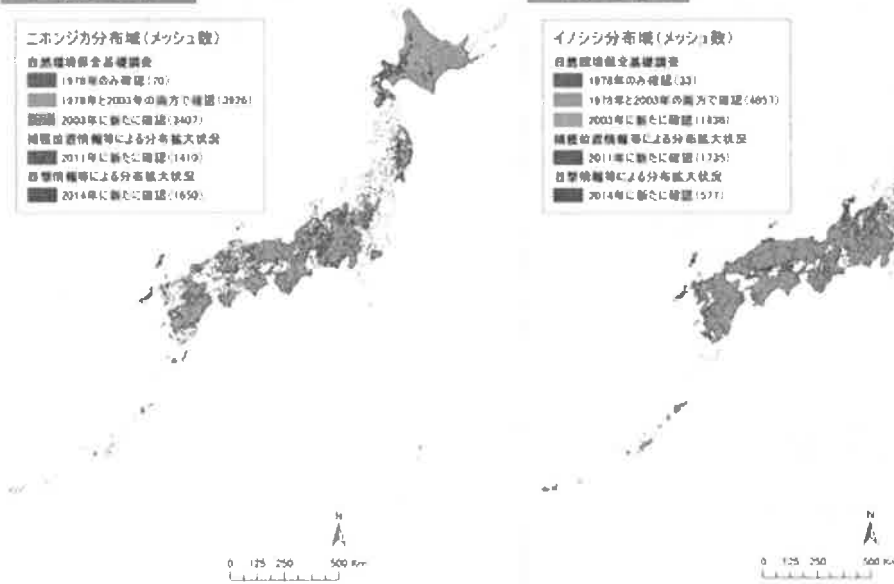 ニホンジカ分布域(メッシュ数)
自然環境保全基礎調査
1978年のみ確認(70)
1978年と2003年の両方で確認(3926)
2003年に新たに確認(3407)
捕獲位置情報等による分布拡大状況
2011年に新たに確認(1419)
目撃情報等による分布拡大状況
2014年に新たに確認(1650)
N
0 125 250 500 Km
イノシシ分布域(メッシュ数)
自然環境保全基礎調査
1978年のみ確認(33)
1978年と2003年の両方で確認(4857)
2003年に新たに確認(1838)
捕獲位置情報等による分布拡大状況
2011年に新たに確認(1735)
目撃情報等による分布拡大状況
2014年に新たに確認(577)
N
0 125 250 500 Km